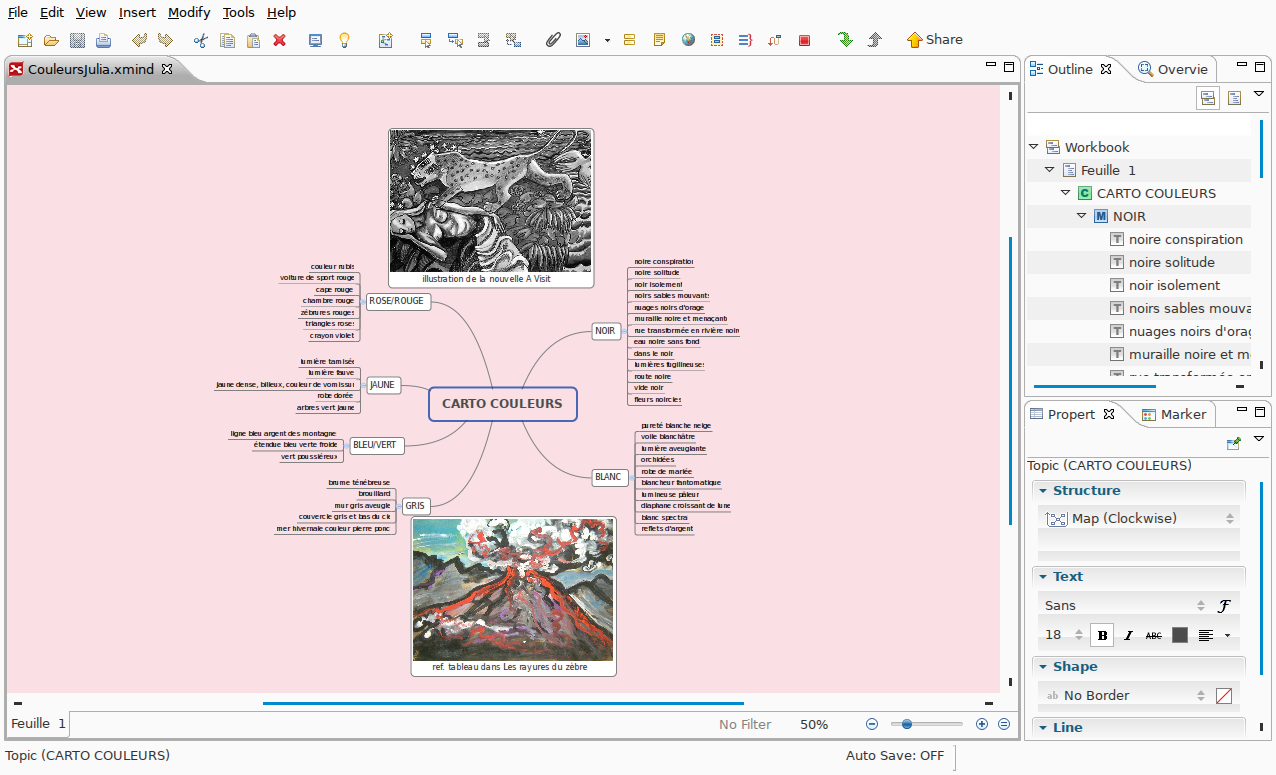 File Edit View Insert Modify Tools Help
Share
CouleursJulia.xmind
illustration de la nouvelle A Visit
couleur rubis
voiture de sport rouge
cape rouge
chambre rouge
zébrures rouges
triangles roses
crayon violet
ROSE/ROUGE
lumière tamisée
lumière fauve
jaune dense, bilieux, couleur de vomissur
robe dorée
arbres vert jaune
JAUNE
ligne bleu argent des montagne
étendue bleu verte froide
vert poussiéreux
BLEU/VERT
brume ténébreuse
brouillard
mur gris aveugle
couvercle gris et bas du cie
mer hivernale couleur pierre ponc
GRIS
CARTO COULEURS
NOIR
noire conspiration
noire solitude
noir isolement
noirs sables mouvants
nuages noirs d'orage
muraille noire et menaçante
rue transformée en rivière noire
eau noire sans fond
dans le noir
lumières fugilineuses
route noire
vide noir
fleurs noircies
BLANC
pureté blanche neige
voile blanchâtre
lumière aveuglante
orchidées
robe de mariée
blancheur fantomatique
lumineuse pâleur
diaphane croissant de lune
blanc spectra
reflets d'argent
ref. tableau dans Les rayures du zèbre
Feuille 1
No Filter
50%
Topic (CARTO COULEURS)
Auto Save: OFF
Outline
Overvie
Workbook
Feuille 1
C CARTO COULEURS
M NOIR
T noire conspiration
T noire solitude
T noir isolement
T noirs sables mouva
T nuages noirs d'orag
T muraille noire et m
Propert
Marker
Topic (CARTO COULEURS)
Structure
Map (Clockwise)
Text
Sans
18 B I ABC
Shape
ab No Border
Line